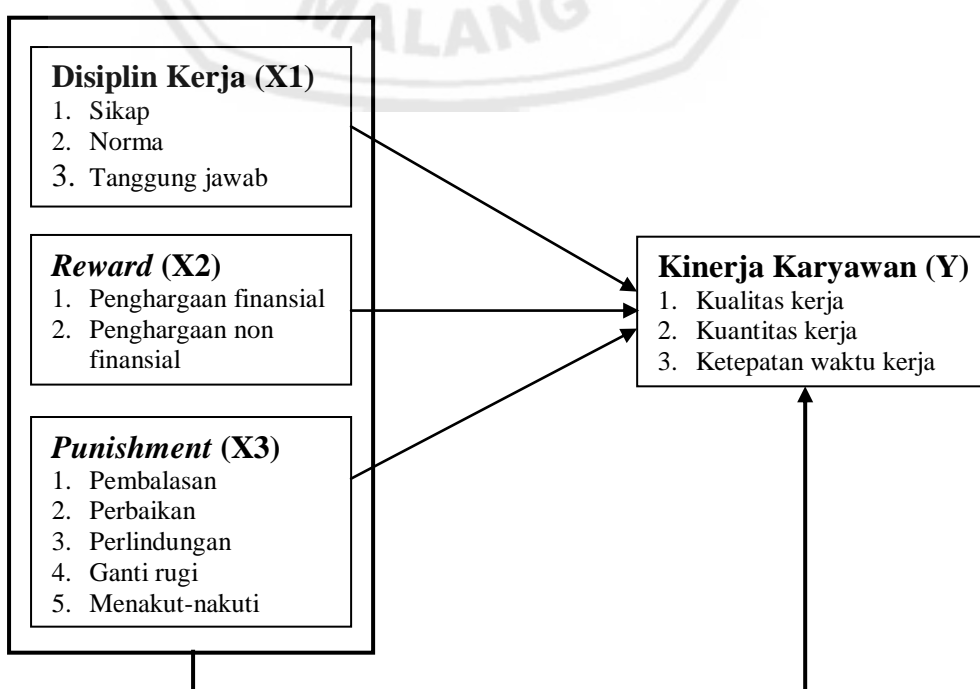 MALANG
Disiplin Kerja (X1)
1. Sikap
2. Norma
3. Tanggung jawab
Reward (X2)
1. Penghargaan finansial
2. Penghargaan non
finansial
Punishment (X3)
1. Pembalasan
2. Perbaikan
3. Perlindungan
4. Ganti rugi
5. Menakut-nakuti
Kinerja Karyawan (Y)
1. Kualitas kerja
2. Kuantitas kerja
3. Ketepatan waktu kerja